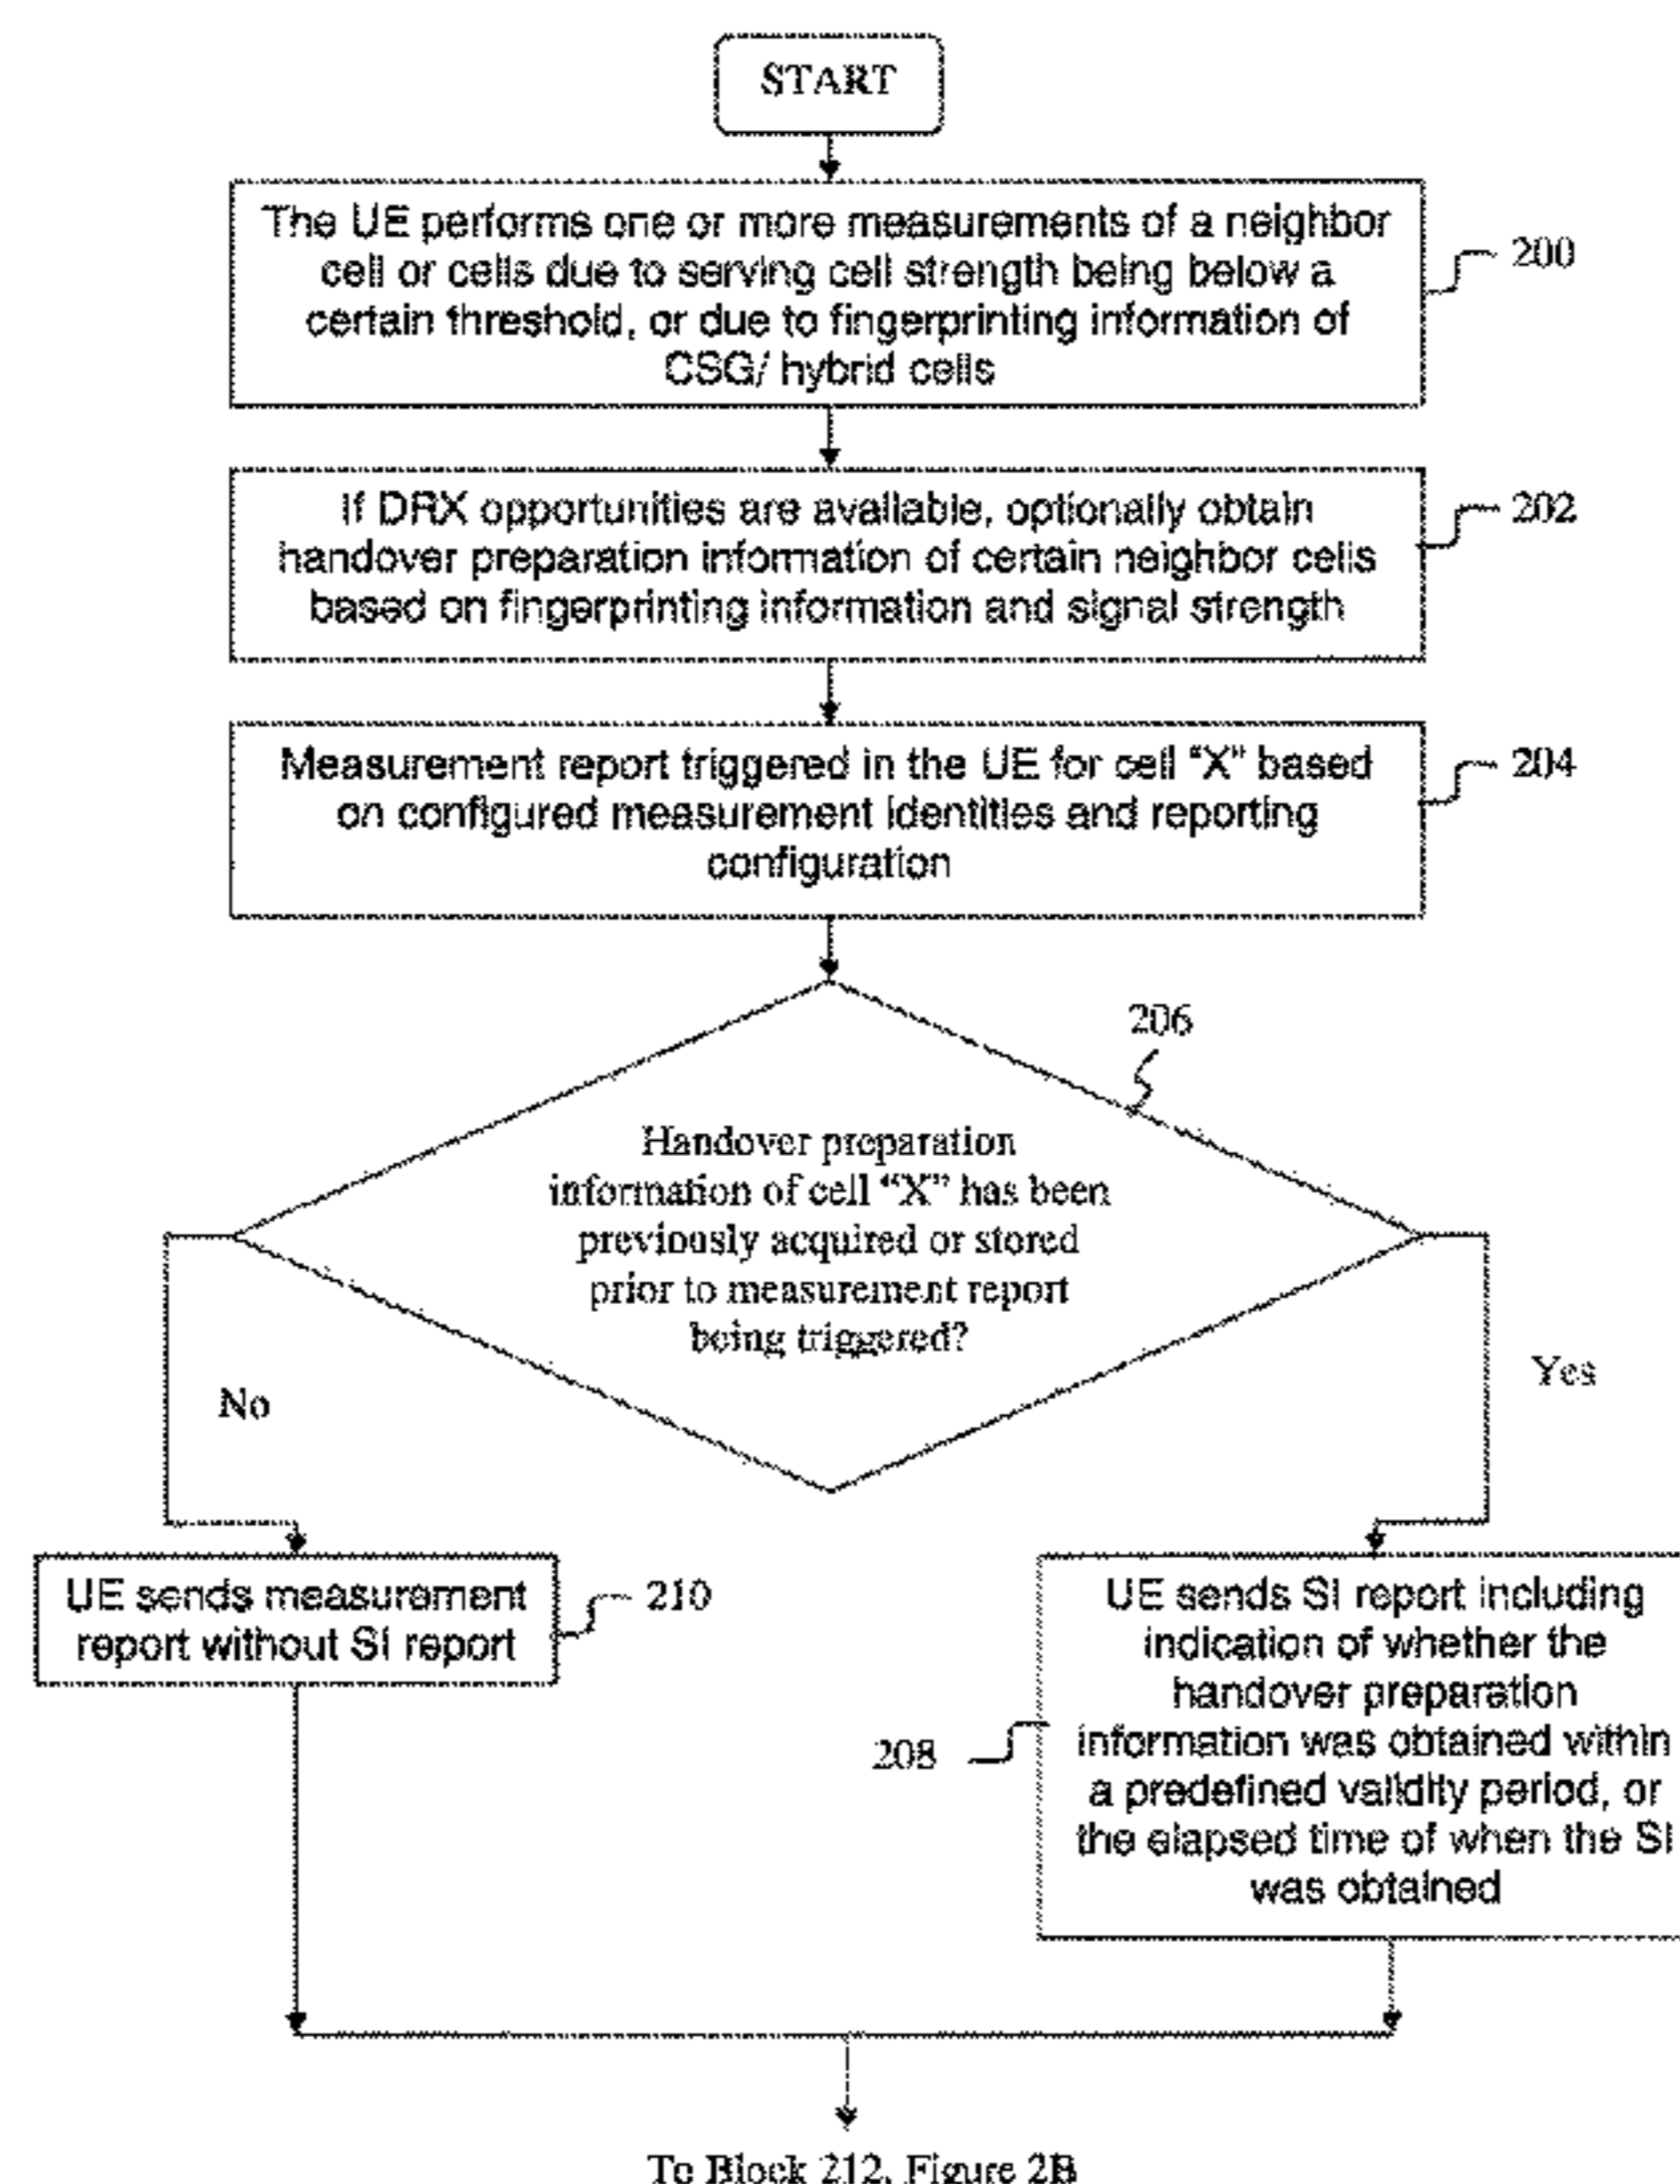 START
The UE performs one or more measurements of a neighbor
cell or cells due to serving cell strength being below a
certain threshold, or due to fingerprinting information of
CSG/ hybrid cells
200
If DRX opportunities are available, optionally obtain
handover preparation information of certain neighbor cells
based on fingerprinting information and signal strength
202
Measurement report triggered in the UE for cell “X” based
on configured measurement identities and reporting
configuration
204
206
Handover preparation
information of cell “X” has been
previously acquired or stored
prior to measurement report
being triggered?
No
Yes
UE sends measurement
report without SI report
210
UE sends SI report including
indication of whether the
handover preparation
information was obtained within
a predefined validity period, or
the elapsed time of when the SI
was obtained
208
To Block 212, Figure 2B